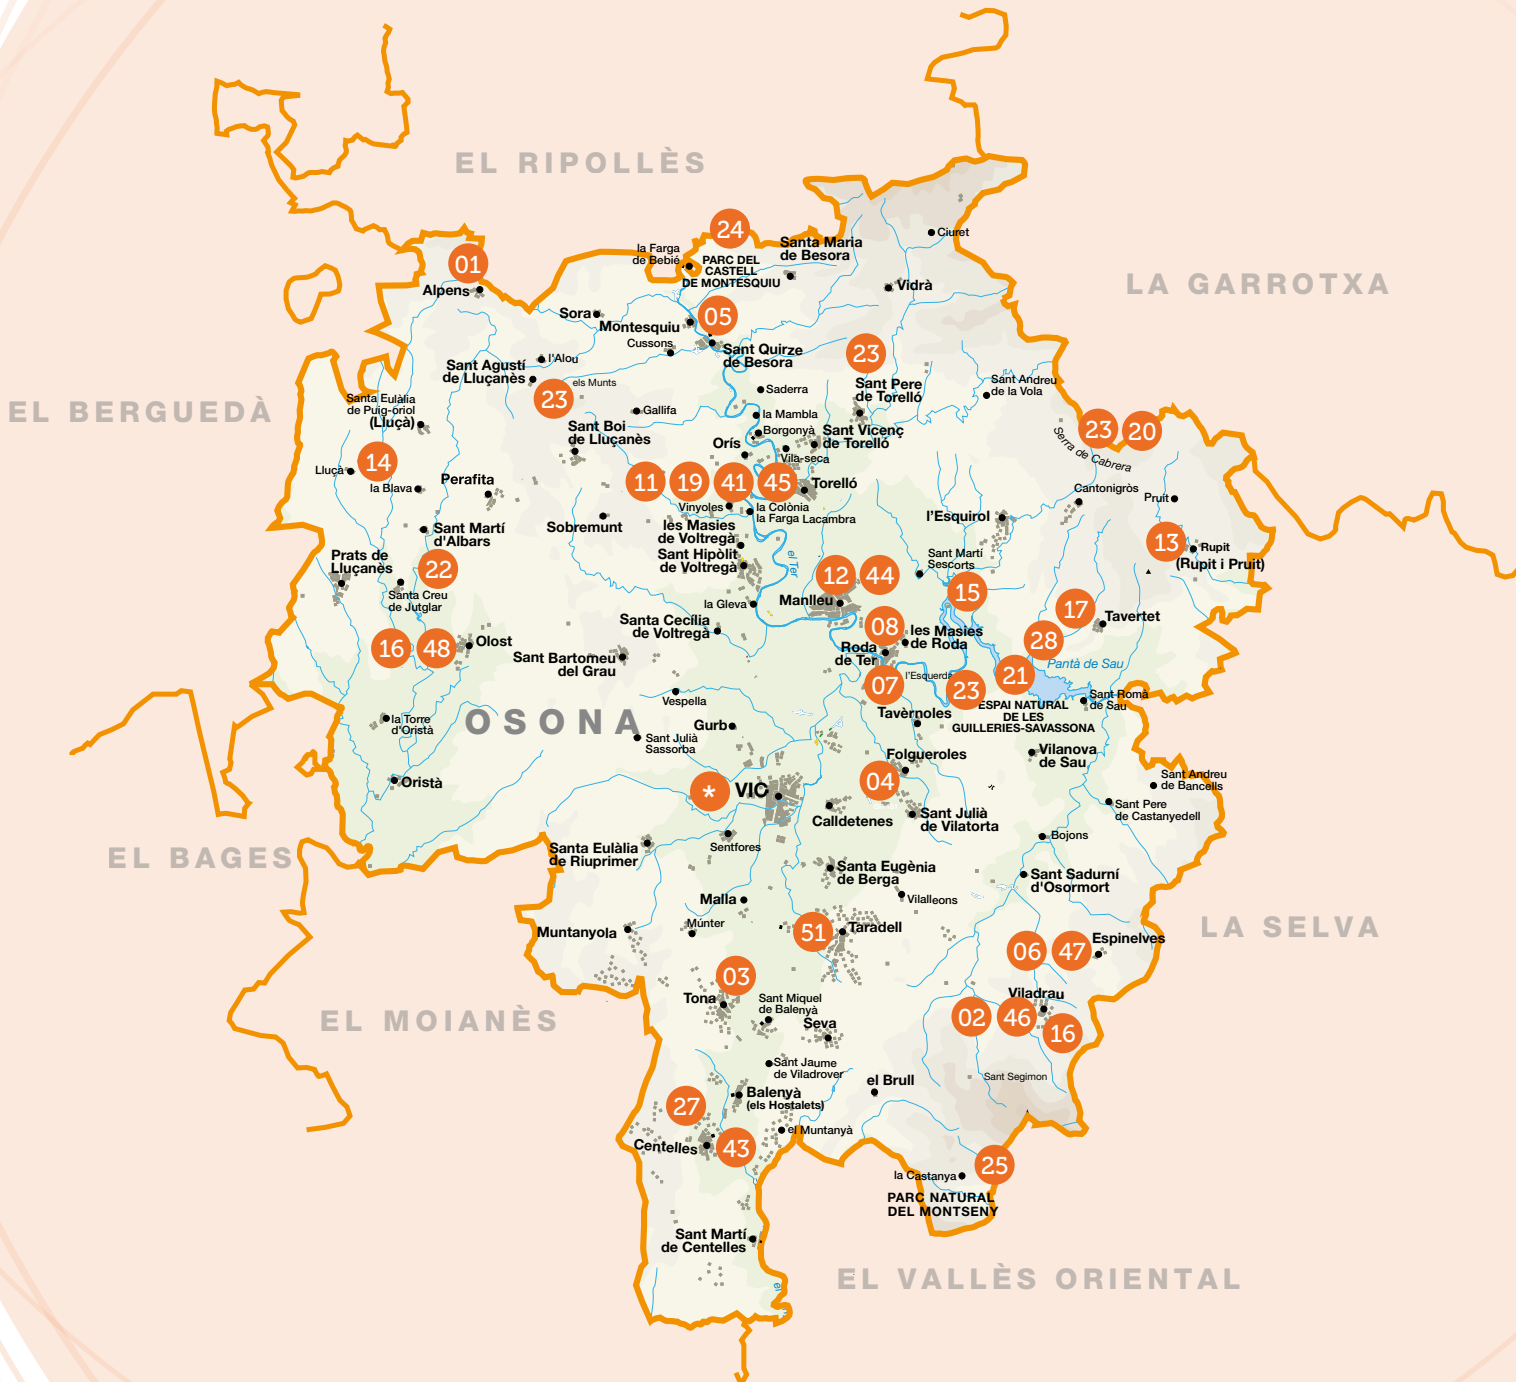 EL RIPOLLÈS
LA GARROTXA
EL BERGUEDÀ
EL BAGES
EL MOIANÈS
LA SELVA
EL VALLÈS ORIENTAL
OSONA
24
la Farga
de Bebié
PARC DEL
CASTELL
DE MONTESQUIU
Santa Maria
de Besora
Ciuret
01
Alpens
Vidrà
Sora
Montesquiu
05
Cussons
Sant Quirze
de Besora
23
l'Alou
Sant Agustí
de Lluçanès
els Munts
23
Sant Pere
de Torelló
Sant Andreu
de la Vola
Saderra
Santa Eulàlia
de Puig-oriol
(Lluçà)
Gallifa
la Mambla
Borgonyà
Sant Vicenç
de Torelló
Sant Boi
de Lluçanès
Orís
Vila-seca
23
20
Serra de Cabrera
14
Lluçà
la Blava
Perafita
11
19
41
45
Torelló
Vinyoles
la Colònia
la Farga Lacambra
Cantonigròs
Pruit
l'Esquirol
Sobremunt
les Masies
de Voltregà
Sant Hipòlit
de Voltregà
Sant Martí
d'Albars
13
Rupit
(Rupit i Pruit)
Prats de
Lluçanès
22
Santa Creu
de Jutglar
el Ter
12
44
Sant Martí
Sescorts
15
Manlleu
la Gleva
17
Tavertet
Santa Cecília
de Voltregà
08
les Masies
de Roda
28
16
48
Olost
Roda
de Ter
Sant Bartomeu
del Grau
Pantà de Sau
21
07
l'Esquerda
23
Vespella
Sant Romà
de Sau
ESPAI NATURAL
DE LES
GUILLERIES-SAVASSONA
la Torre
d'Oristà
Tavèrnoles
Gurb
Sant Julià
Sassorba
Folgueroles
Vilanova
de Sau
Oristà
*
VIC
04
Sant Andreu
de Bancells
Sant Pere
de Castanyedell
Calldetenes
Sant Julià
de Vilatorta
Bojons
Sentfores
Santa Eulàlia
de Riuprimer
Santa Eugènia
de Berga
Sant Sadurní
d'Osormort
Malla
Vilalleons
Múnter
Muntanyola
51
Taradell
06
47
Espinelves
03
Tona
Sant Miquel
de Balenyà
Seva
Viladrau
02
46
16
Sant Jaume
de Viladrover
Sant Segimon
el Brull
Balenyà
(els Hostalets)
27
el Muntanyà
Centelles
43
25
la Castanya
PARC NATURAL
DEL MONTSENY
Sant Martí
de Centelles